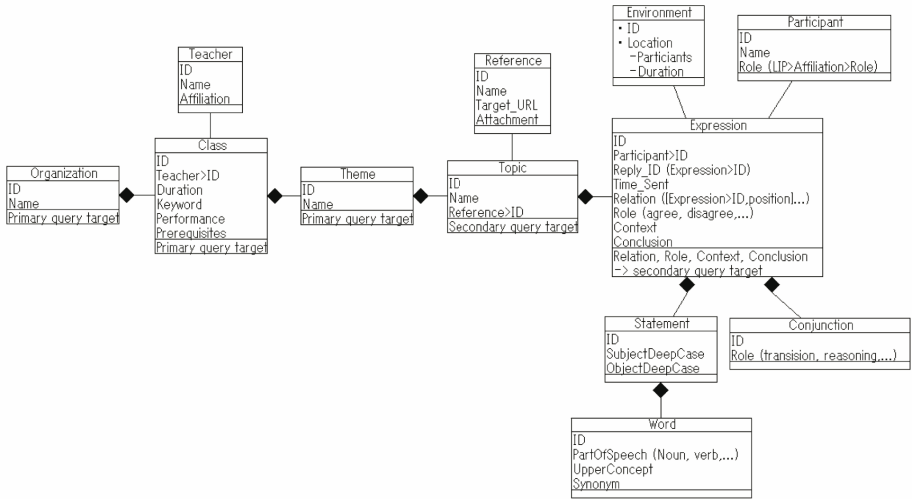 Environment
• ID
• Location
-Particiants
-Duration
Participant
ID
Name
Role (LIP>Affiliation>Role)
Teacher
ID
Name
Affiliation
Reference
ID
Name
Target_URL
Attachment
Organization
ID
Name
Primary query target
Class
ID
Teacher>ID
Duration
Keyword
Performance
Prerequisites
Primary query target
Theme
ID
Name
Primary query target
Topic
ID
Name
Reference>ID
Secondary query target
Expression
ID
Participant>ID
Reply_ID (Expression>ID)
Time_Sent
Relation ([Expression>ID,position]...)
Role (agree, disagree,...)
Context
Conclusion
Relation, Role, Context, Conclusion
-> secondary query target
Statement
ID
SubjectDeepCase
ObjectDeepCase
Conjunction
ID
Role (transision, reasoning,...)
Word
ID
PartOfSpeech (Noun, verb,...)
UpperConcept
Synonym